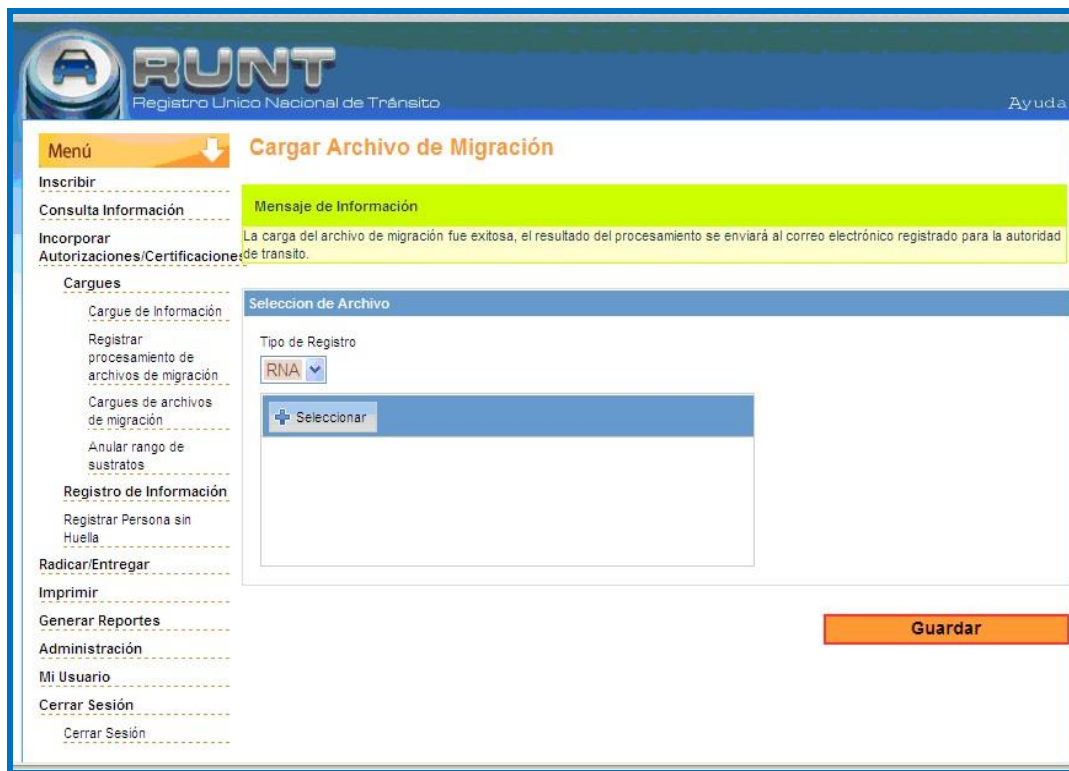 RUNT
Registro Unico Nacional de Trânsito
Ayuda
Menú
Inscribir
Consulta Información
Incorporar
Autorizaciones/Certificaciones
Cargues
Cargue de Información
Registrar
procesamiento de
archivos de migración
Cargues de archivos
de migración
Anular rango de
sustratos
Registro de Información
Registrar Persona sin
Huella
Radicar/Entregar
Imprimir
Generar Reportes
Administración
Mi Usuario
Cerrar Sesión
Cerrar Sesión
Cargar Archivo de Migración
Mensaje de Información
La carga del archivo de migración fue exitosa, el resultado del procesamiento se enviará al correo electrónico registrado para la autoridad
de transito.
Seleccion de Archivo
Tipo de Registro
RNA
Seleccionar
Guardar